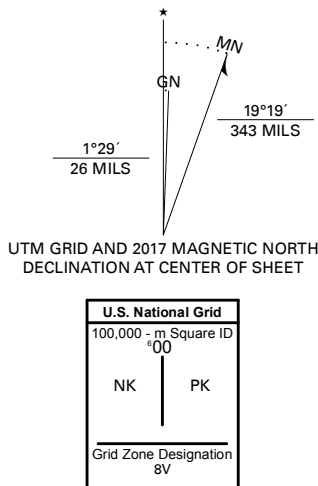 ★
MN
GN
19°19´
343 MILS
1°29´
26 MILS
UTM GRID AND 2017 MAGNETIC NORTH
DECLINATION AT CENTER OF SHEET
U.S. National Grid
100,000 - m Square ID
⁶00
NK PK
Grid Zone Designation
8V